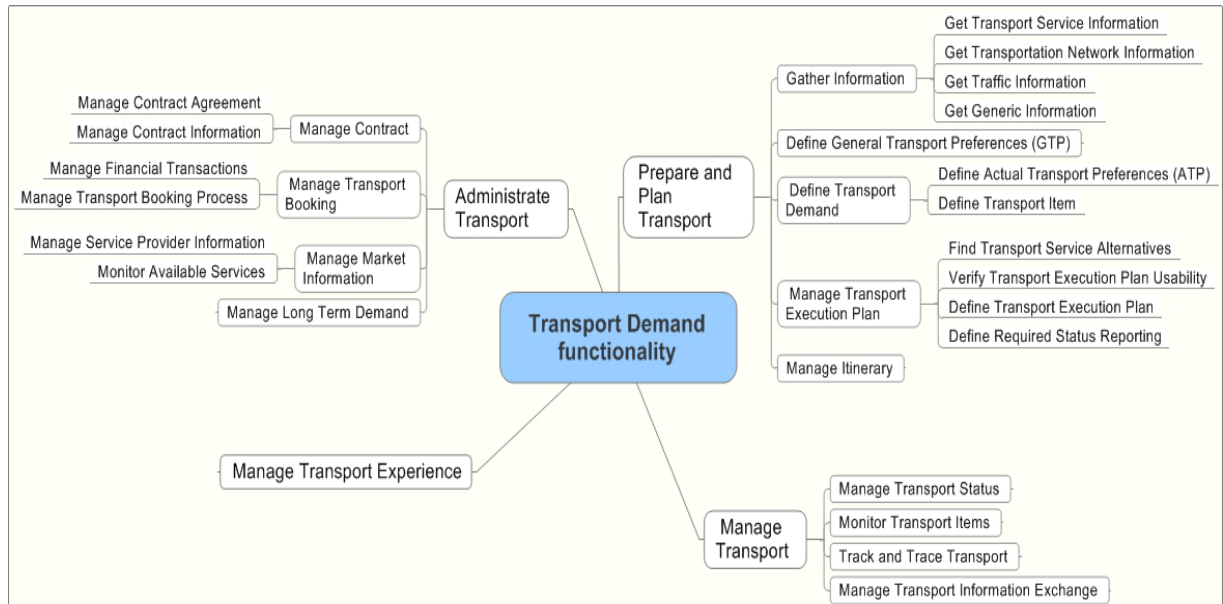 Transport Demand
functionality
Prepare and
Plan
Transport
Gather Information
Get Transport Service Information
Get Transportation Network Information
Get Traffic Information
Get Generic Information
Define General Transport Preferences (GTP)
Define Transport
Demand
Define Actual Transport Preferences (ATP)
Define Transport Item
Manage Transport
Execution Plan
Find Transport Service Alternatives
Verify Transport Execution Plan Usability
Define Transport Execution Plan
Define Required Status Reporting
Manage Itinerary
Manage
Transport
Manage Transport Status
Monitor Transport Items
Track and Trace Transport
Manage Transport Information Exchange
Manage Transport Experience
Administrate
Transport
Manage Contract
Manage Contract Agreement
Manage Contract Information
Manage Transport
Booking
Manage Financial Transactions
Manage Transport Booking Process
Manage Market
Information
Manage Service Provider Information
Monitor Available Services
Manage Long Term Demand